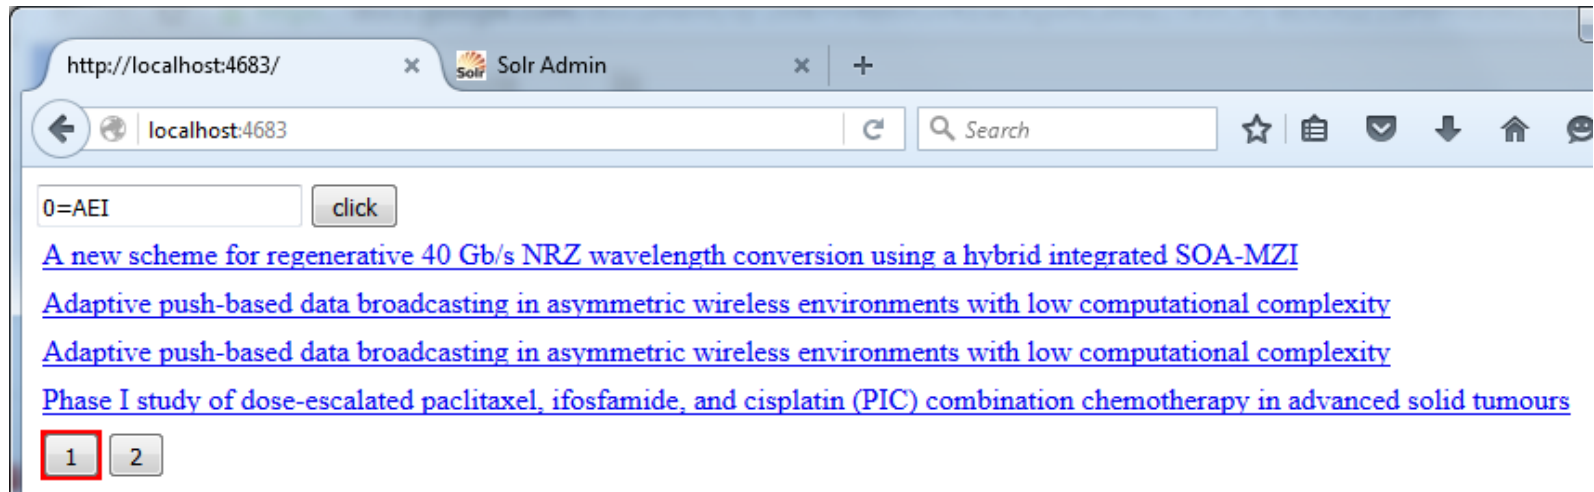 http://localhost:4683/ Solr Solr Admin
localhost:4683 Search
0=AEI click
A new scheme for regenerative 40 Gb/s NRZ wavelength conversion using a hybrid integrated SOA-MZI
Adaptive push-based data broadcasting in asymmetric wireless environments with low computational complexity
Adaptive push-based data broadcasting in asymmetric wireless environments with low computational complexity
Phase I study of dose-escalated paclitaxel, ifosfamide, and cisplatin (PIC) combination chemotherapy in advanced solid tumours
1 2